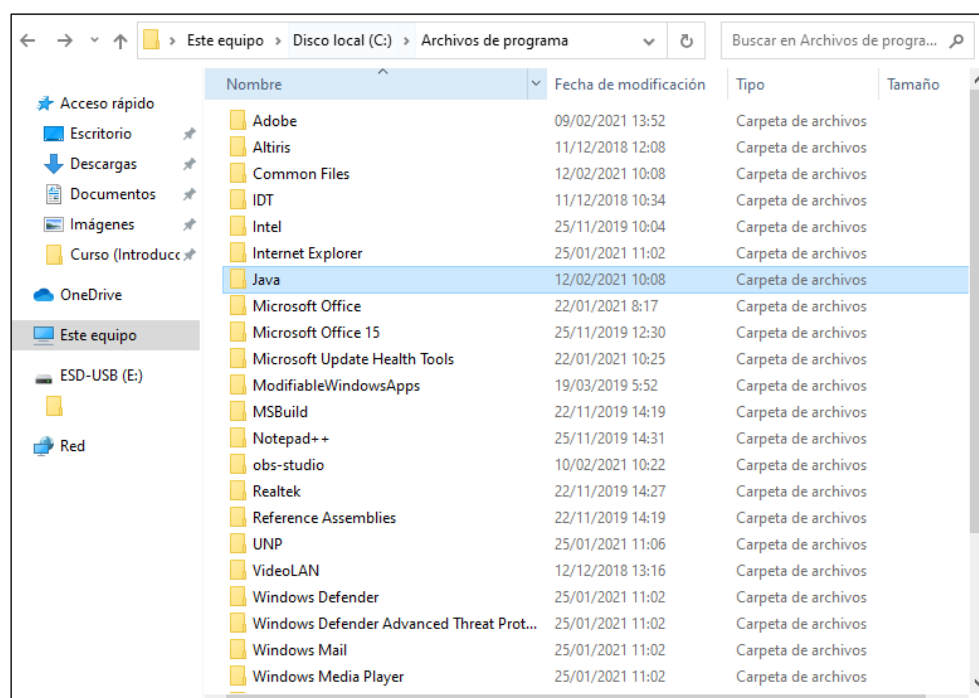 Este equipo > Disco local (C:) > Archivos de programa
Buscar en Archivos de progra...
Nombre Fecha de modificación Tipo Tamaño
Acceso rápido
Escritorio
Descargas
Documentos
Imágenes
Curso (Introducc
OneDrive
Este equipo
ESD-USB (E:)
Red
Adobe 09/02/2021 13:52 Carpeta de archivos
Altiris 11/12/2018 12:08 Carpeta de archivos
Common Files 12/02/2021 10:08 Carpeta de archivos
IDT 11/12/2018 10:34 Carpeta de archivos
Intel 25/11/2019 10:04 Carpeta de archivos
Internet Explorer 25/01/2021 11:02 Carpeta de archivos
Java 12/02/2021 10:08 Carpeta de archivos
Microsoft Office 22/01/2021 8:17 Carpeta de archivos
Microsoft Office 15 25/11/2019 12:30 Carpeta de archivos
Microsoft Update Health Tools 22/01/2021 10:25 Carpeta de archivos
ModifiableWindowsApps 19/03/2019 5:52 Carpeta de archivos
MSBuild 22/11/2019 14:19 Carpeta de archivos
Notepad++ 25/11/2019 14:31 Carpeta de archivos
obs-studio 10/02/2021 10:22 Carpeta de archivos
Realtek 22/11/2019 14:27 Carpeta de archivos
Reference Assemblies 22/11/2019 14:19 Carpeta de archivos
UNP 25/01/2021 11:06 Carpeta de archivos
VideoLAN 12/12/2018 13:16 Carpeta de archivos
Windows Defender 25/01/2021 11:02 Carpeta de archivos
Windows Defender Advanced Threat Prot... 25/01/2021 11:02 Carpeta de archivos
Windows Mail 25/01/2021 11:02 Carpeta de archivos
Windows Media Player 25/01/2021 11:02 Carpeta de archivos